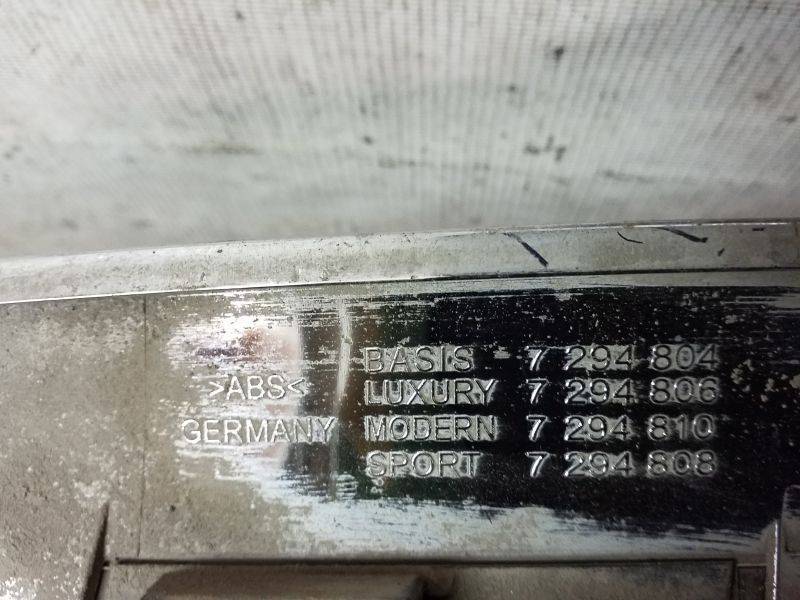 BASIS 7 294 804
>ABS< LUXURY 7 294 806
GERMANY MODERN 7 294 810
SPORT 7 294 808